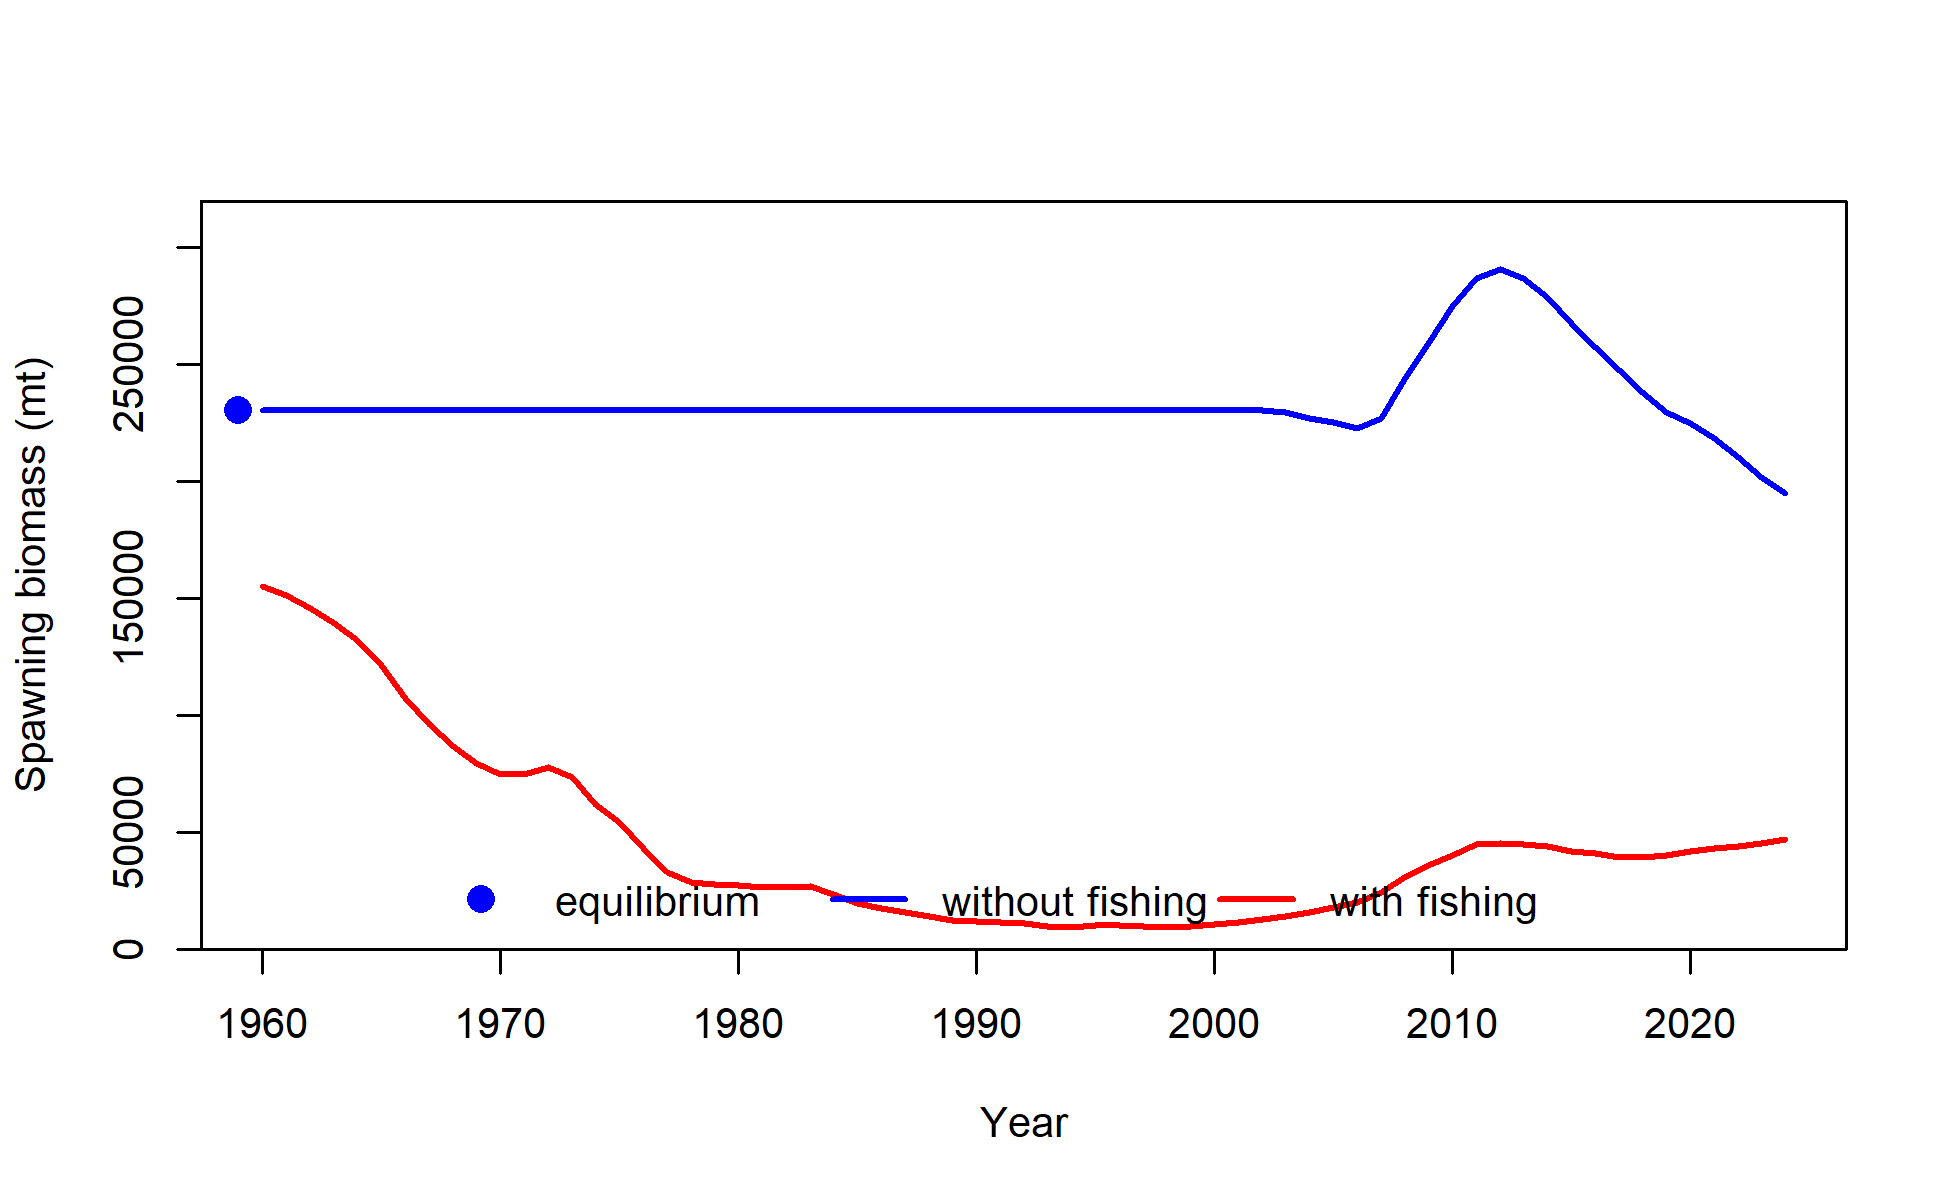 Spawning biomass (mt)
250000
150000
50000
0
equilibrium without fishing with fishing
1960 1970 1980 1990 2000 2010 2020
Year